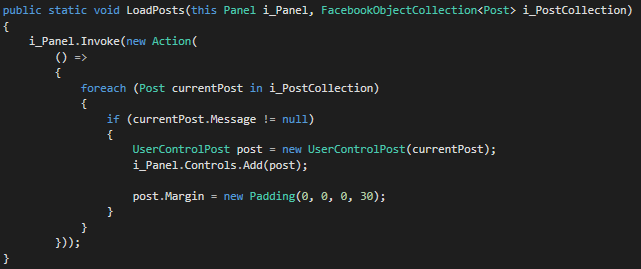 public static void LoadPosts(this Panel i_Panel, FacebookObjectCollection<Post> i_PostCollection)
{
    i_Panel.Invoke(new Action(
        () =>
        {
            foreach (Post currentPost in i_PostCollection)
            {
                if (currentPost.Message != null)
                {
                    UserControlPost post = new UserControlPost(currentPost);
                    i_Panel.Controls.Add(post);

                    post.Margin = new Padding(0, 0, 0, 30);
                }
            }
        }));
}